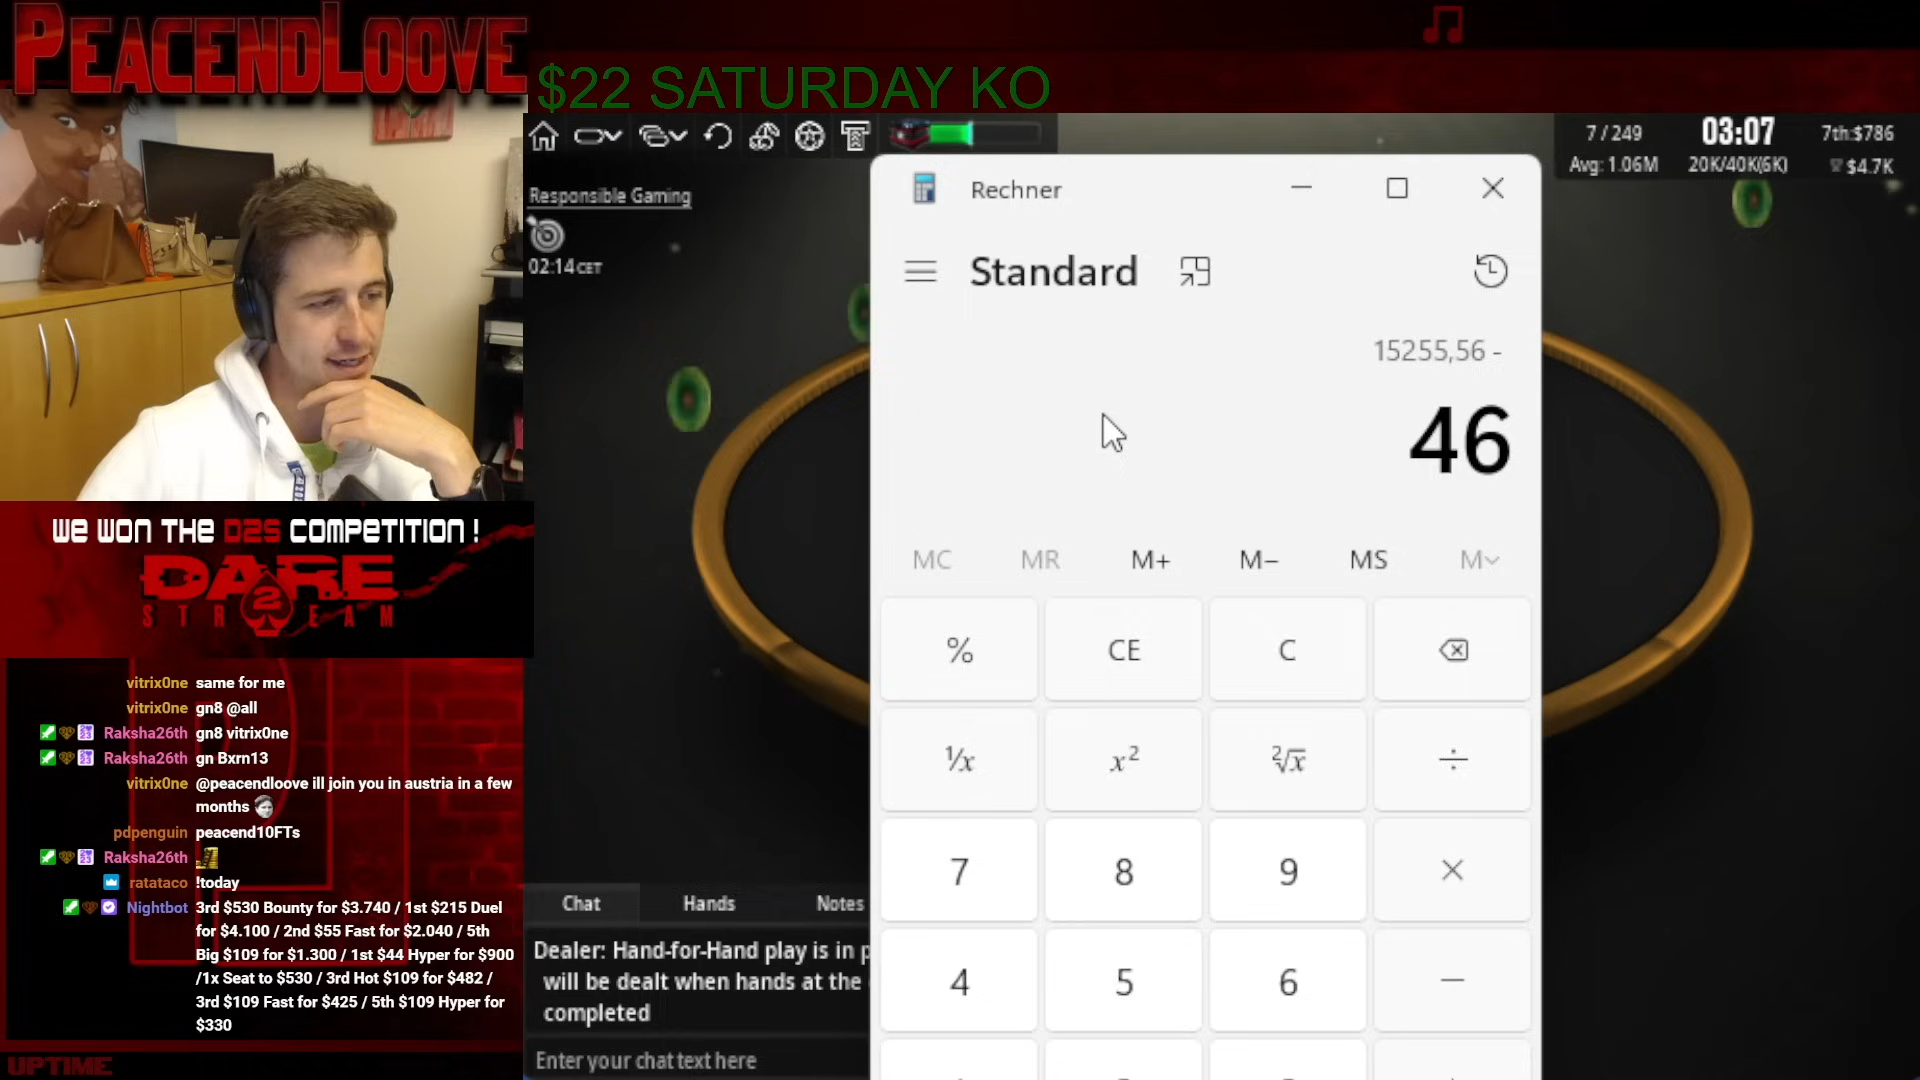 PEACENDLOOVE
$22 SATURDAY KO
7 / 249
03:07
7th:$786
Avg: 1.06M
20K/40K(6K)
$4.7K
Responsible Gaming
02:14 CET
Rechner
Standard
15255,56 -
46
MC MR M+ M− MS M
% CE C
¹/x x² ²√x ÷
7 8 9 ×
4 5 6 −
WE WON THE D2S COMPETITION !
DARE
2
STREAM
vitrix0ne same for me
vitrix0ne gn8 @all
Raksha26th gn8 vitrix0ne
Raksha26th gn Bxrn13
vitrix0ne @peacendloove ill join you in austria in a few
months
pdpenguin peacend10FTs
Raksha26th
ratataco !today
Nightbot 3rd $530 Bounty for $3.740 / 1st $215 Duel
for $4.100 / 2nd $55 Fast for $2.040 / 5th
Big $109 for $1.300 / 1st $44 Hyper for $900
/1x Seat to $530 / 3rd Hot $109 for $482 /
3rd $109 Fast for $425 / 5th $109 Hyper for
$330
UPTIME
Chat Hands Notes
Dealer: Hand-for-Hand play is in p
will be dealt when hands at the
completed
Enter your chat text here